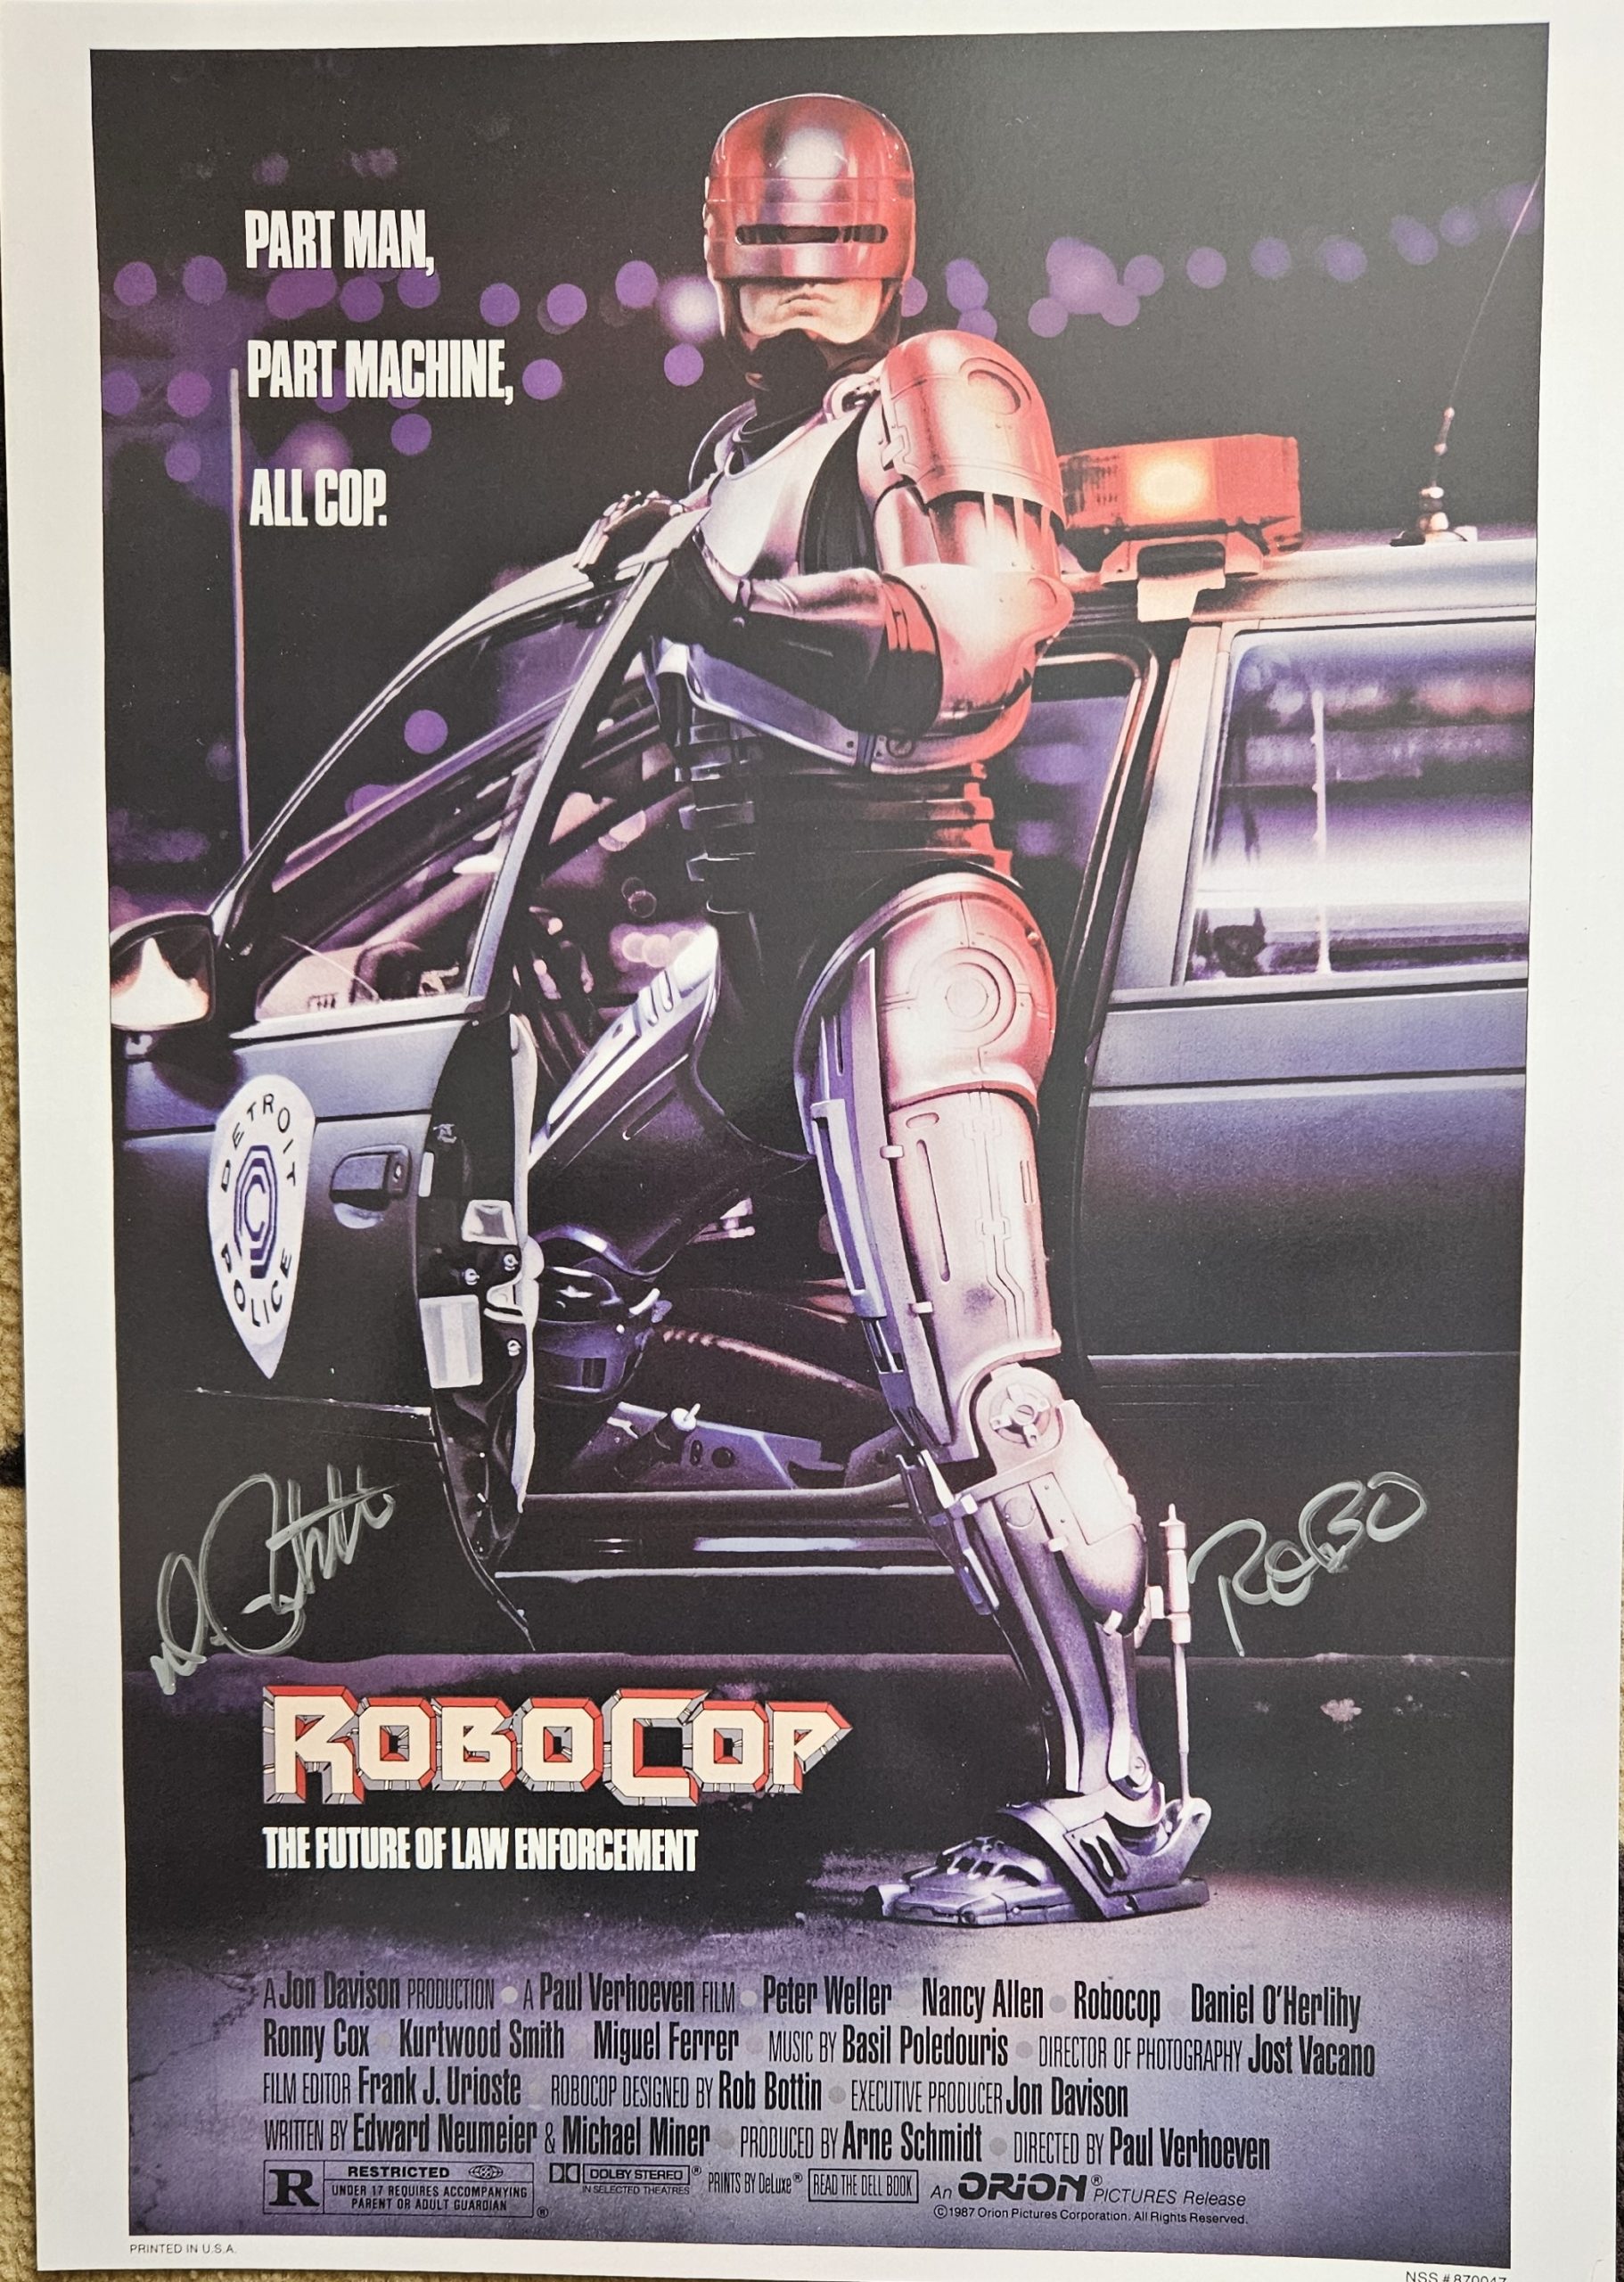 PART MAN,
PART MACHINE,
ALL COP.
DETROIT
POLICE
ROBO
ROBOCOP
THE FUTURE OF LAW ENFORCEMENT
A Jon Davison PRODUCTION • A Paul Verhoeven FILM • Peter Weller • Nancy Allen • Robocop • Daniel O'Herlihy
Ronny Cox • Kurtwood Smith • Miguel Ferrer • MUSIC BY Basil Poledouris • DIRECTOR OF PHOTOGRAPHY Jost Vacano
FILM EDITOR Frank J. Urioste • ROBOCOP DESIGNED BY Rob Bottin • EXECUTIVE PRODUCER Jon Davison
WRITTEN BY Edward Neumeier & Michael Miner • PRODUCED BY Arne Schmidt • DIRECTED BY Paul Verhoeven
R RESTRICTED
UNDER 17 REQUIRES ACCOMPANYING
PARENT OR ADULT GUARDIAN ®
DOLBY STEREO ®
IN SELECTED THEATRES
PRINTS BY DeLuxe®
READ THE DELL BOOK
An ORION® PICTURES Release
©1987 Orion Pictures Corporation. All Rights Reserved.
PRINTED IN U.S.A.
NSS # 870047